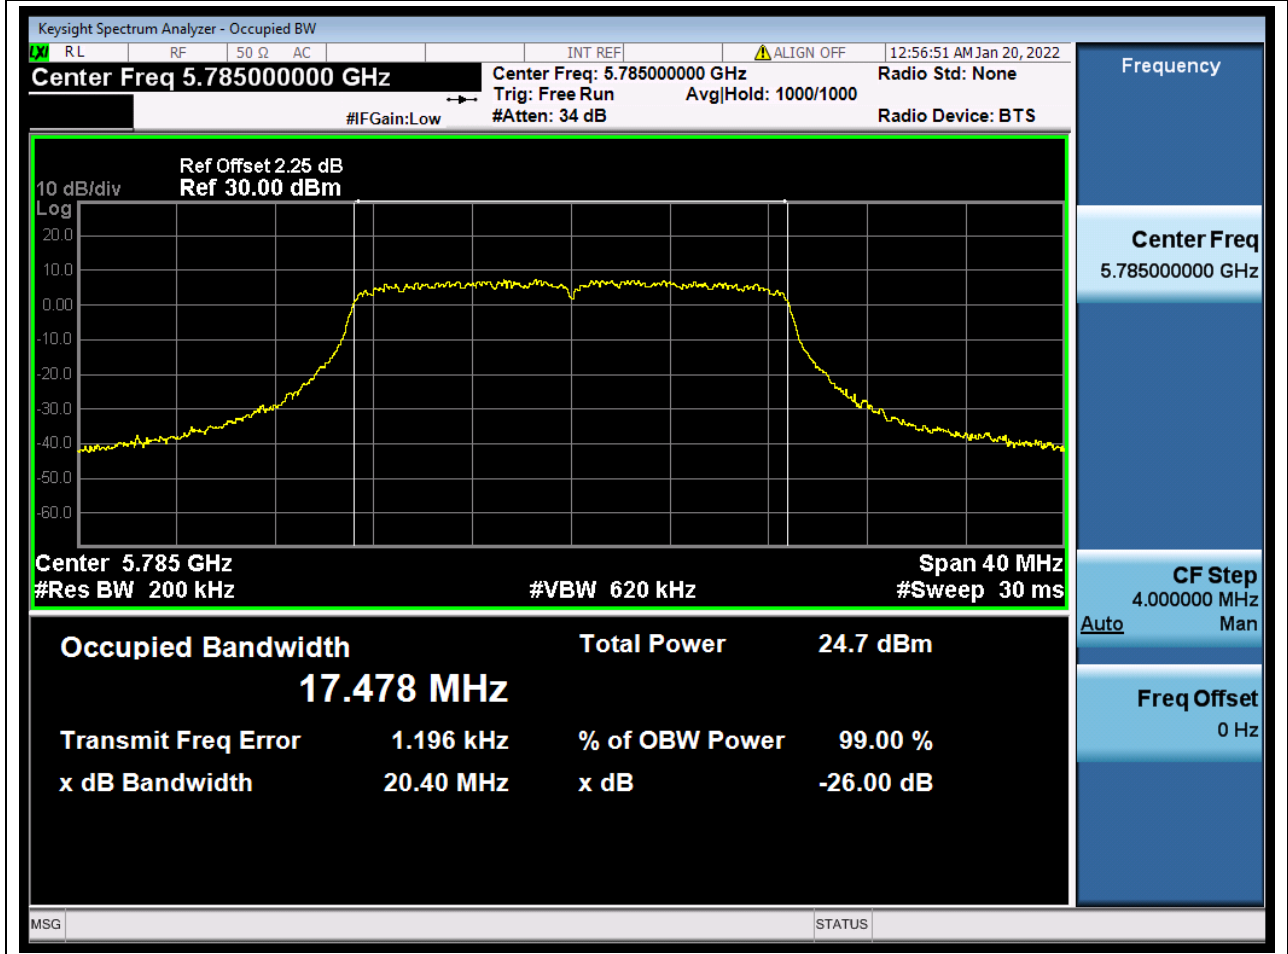 Keysight Spectrum Analyzer - Occupied BW
LXI RL RF 50 Ω AC INT REF ALIGN OFF 12:56:51 AM Jan 20, 2022
Center Freq 5.785000000 GHz
Center Freq: 5.785000000 GHz
Radio Std: None
Trig: Free Run Avg|Hold: 1000/1000
#IFGain:Low
#Atten: 34 dB
Radio Device: BTS
Ref Offset 2.25 dB
10 dB/div Ref 30.00 dBm
Log
20.0
10.0
0.00
-10.0
-20.0
-30.0
-40.0
-50.0
-60.0
Center 5.785 GHz Span 40 MHz
#Res BW 200 kHz #VBW 620 kHz #Sweep 30 ms
Occupied Bandwidth Total Power 24.7 dBm
17.478 MHz
Transmit Freq Error 1.196 kHz % of OBW Power 99.00 %
x dB Bandwidth 20.40 MHz x dB -26.00 dB
Frequency
Center Freq
5.785000000 GHz
CF Step
4.000000 MHz
Auto Man
Freq Offset
0 Hz
MSG STATUS